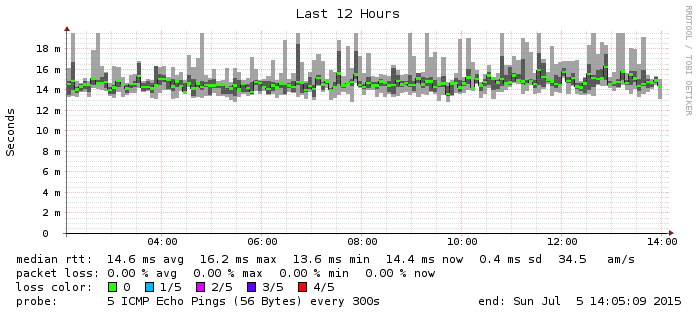 Last 12 Hours
RRDTOOL / TOBI OETIKER
Seconds
18 m
16 m
14 m
12 m
10 m
8 m
6 m
4 m
2 m
0
04:00 06:00 08:00 10:00 12:00 14:00
median rtt: 14.6 ms avg 16.2 ms max 13.6 ms min 14.4 ms now 0.4 ms sd 34.5 am/s
packet loss: 0.00 % avg 0.00 % max 0.00 % min 0.00 % now
loss color: 0 1/5 2/5 3/5 4/5
probe: 5 ICMP Echo Pings (56 Bytes) every 300s end: Sun Jul 5 14:05:09 2015